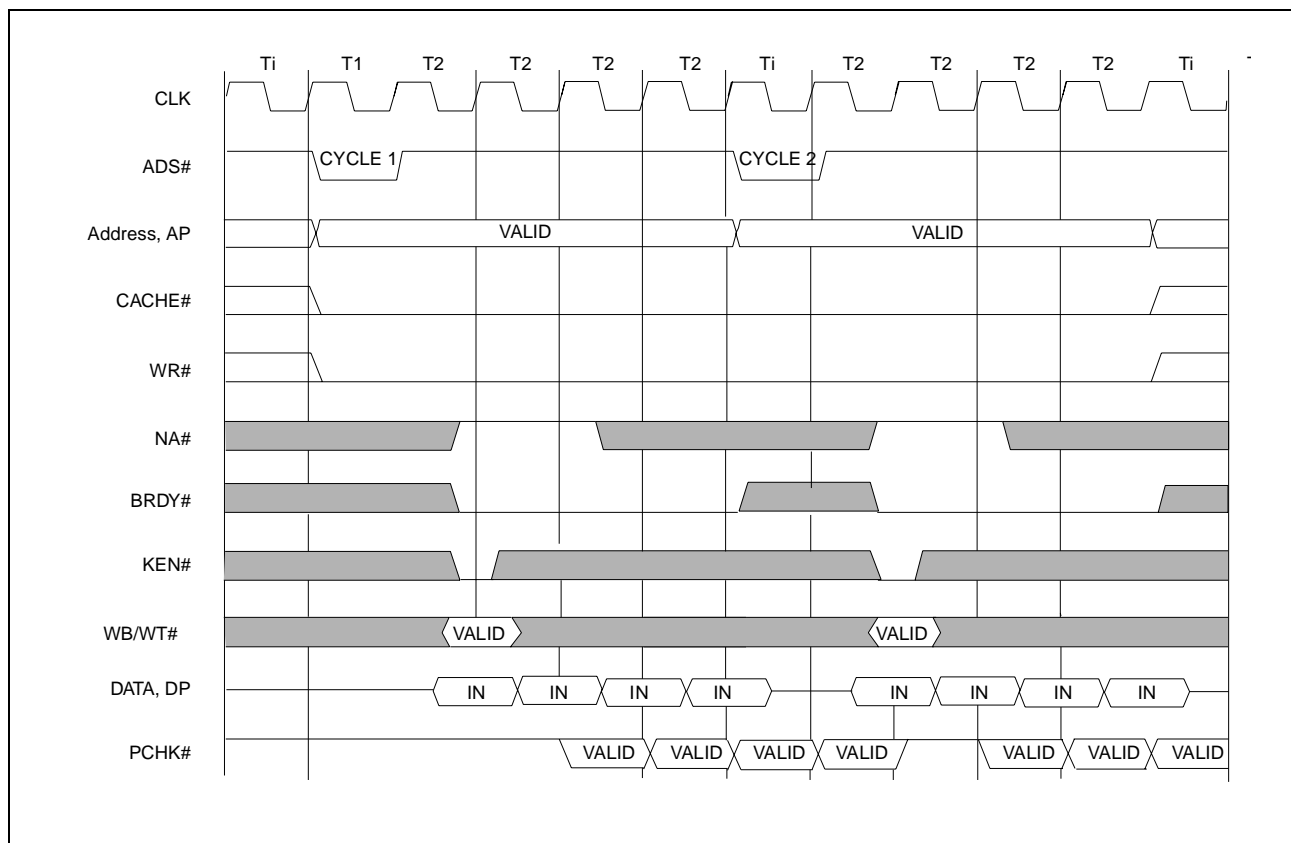 Ti T1 T2 T2 T2 T2 Ti T2 T2 T2 T2 Ti
CLK
ADS# CYCLE 1 CYCLE 2
Address, AP VALID VALID
CACHE#
WR#
NA#
BRDY#
KEN#
WB/WT# VALID VALID
DATA, DP IN IN IN IN IN IN IN IN
PCHK# VALID VALID VALID VALID VALID VALID VALID